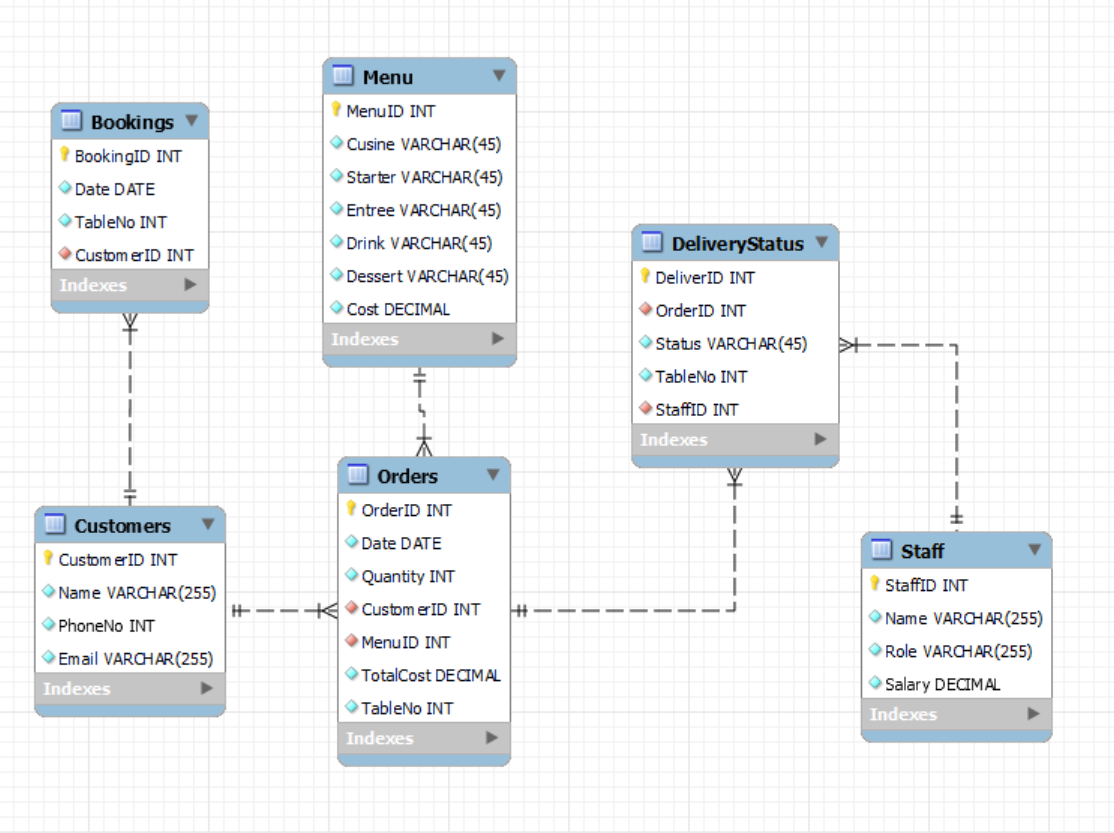 Bookings
BookingID INT
Date DATE
TableNo INT
CustomerID INT
Indexes
Menu
MenuID INT
Cusine VARCHAR(45)
Starter VARCHAR(45)
Entree VARCHAR(45)
Drink VARCHAR(45)
Dessert VARCHAR(45)
Cost DECIMAL
Indexes
DeliveryStatus
DeliverID INT
OrderID INT
Status VARCHAR(45)
TableNo INT
StaffID INT
Indexes
Customers
CustomerID INT
Name VARCHAR(255)
PhoneNo INT
Email VARCHAR(255)
Indexes
Orders
OrderID INT
Date DATE
Quantity INT
CustomerID INT
MenuID INT
TotalCost DECIMAL
TableNo INT
Indexes
Staff
StaffID INT
Name VARCHAR(255)
Role VARCHAR(255)
Salary DECIMAL
Indexes